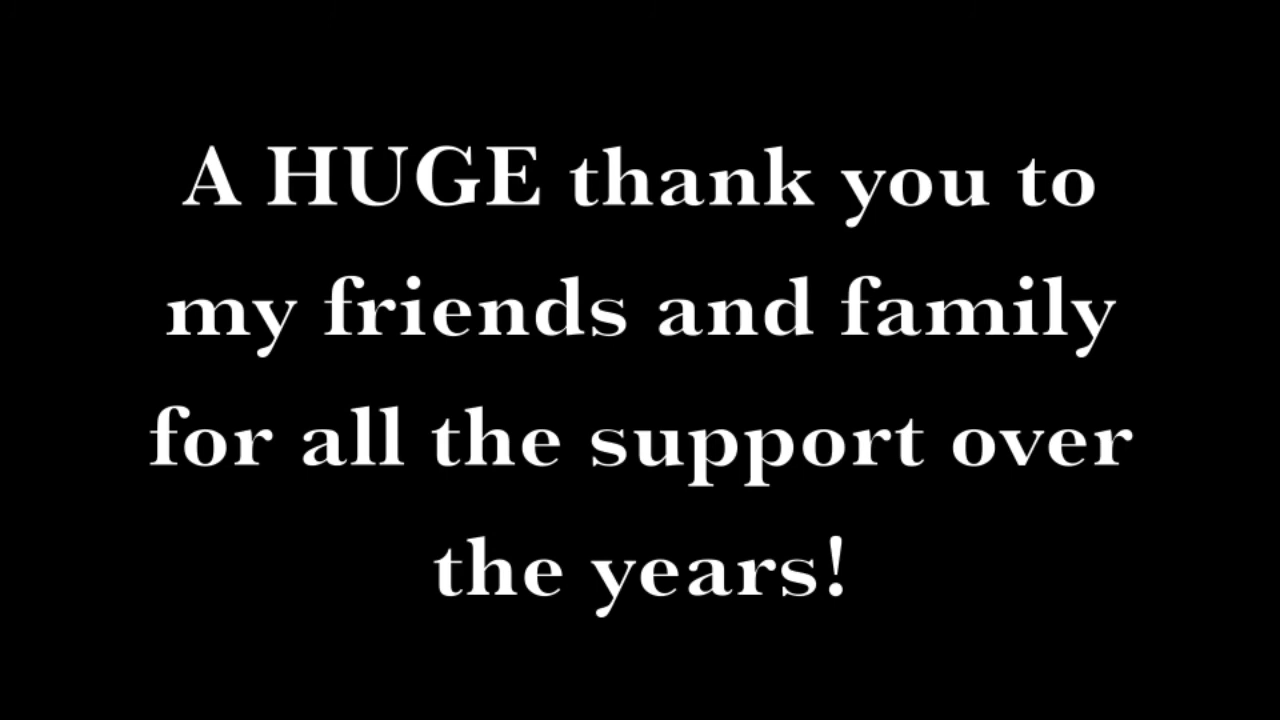 A HUGE thank you to
my friends and family
for all the support over
the years!